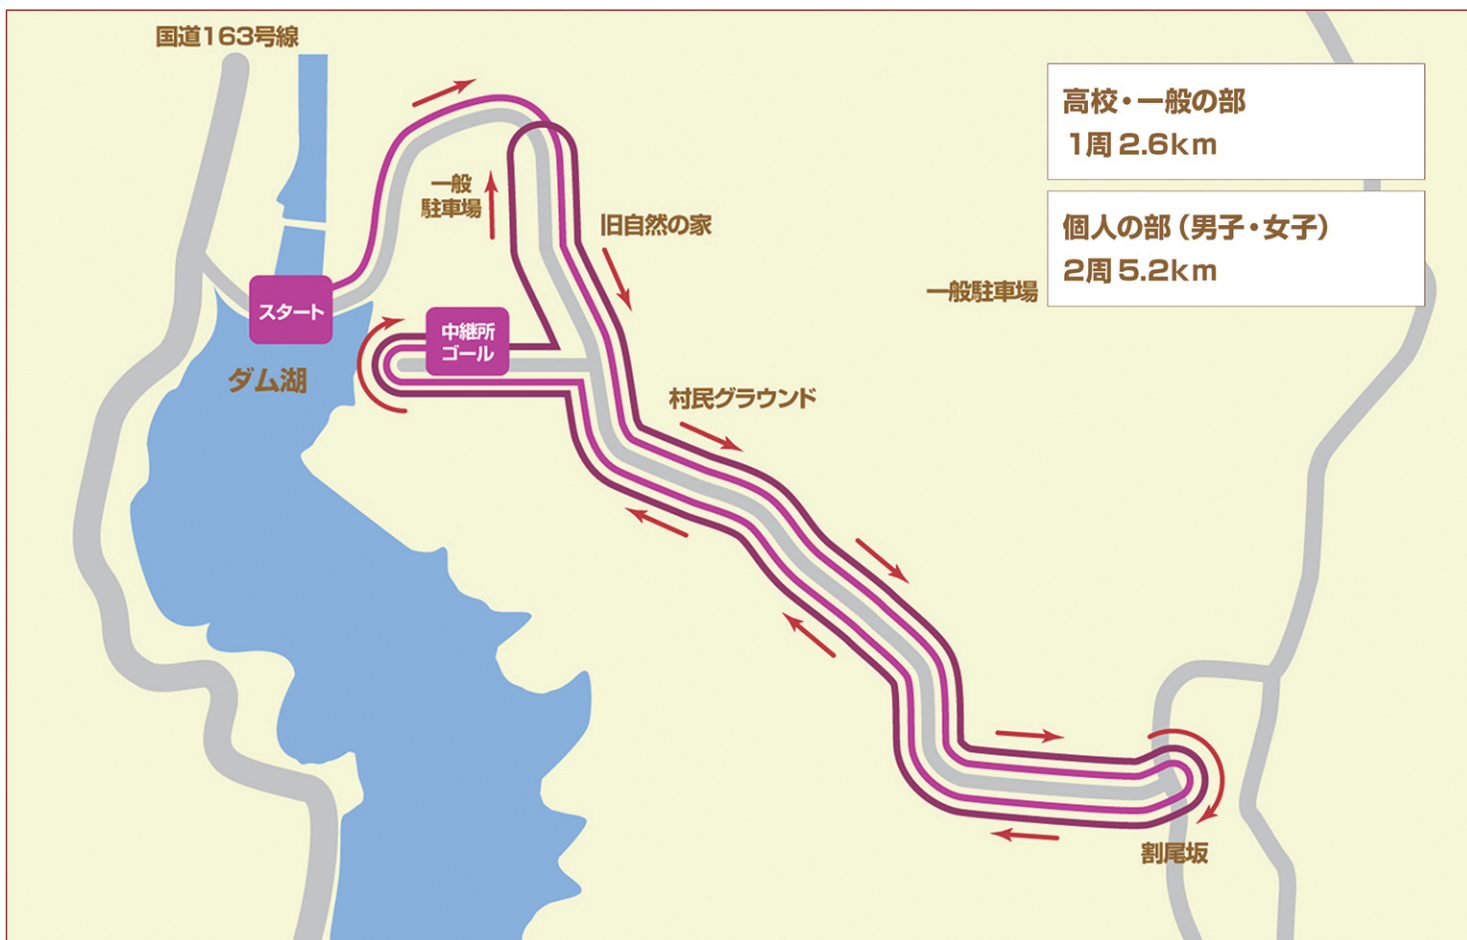 国道163号線
高校・一般の部
1周 2.6km
一般
駐車場
旧自然の家
個人の部（男子・女子）
2周 5.2km
一般駐車場
スタート
中継所
ゴール
ダム湖
村民グラウンド
割尾坂